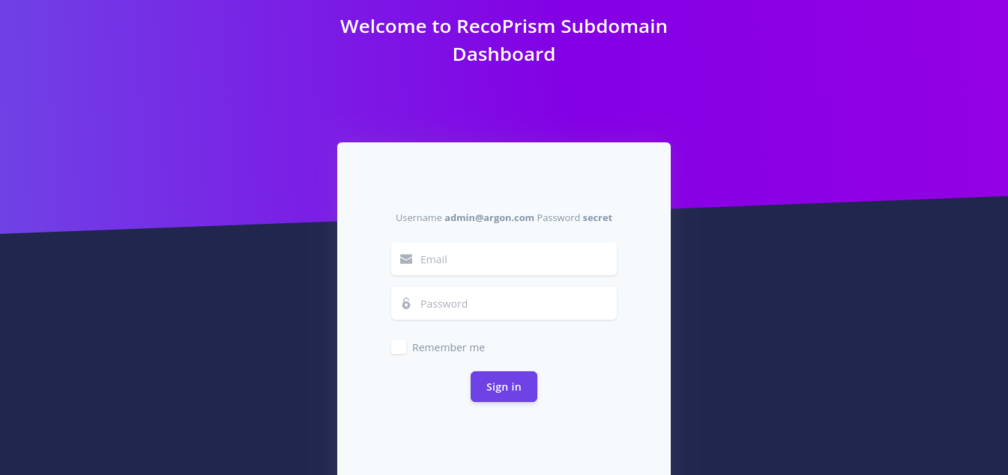 Welcome to RecoPrism Subdomain
Dashboard
Username admin@argon.com Password secret
Email
Password
Remember me
Sign in